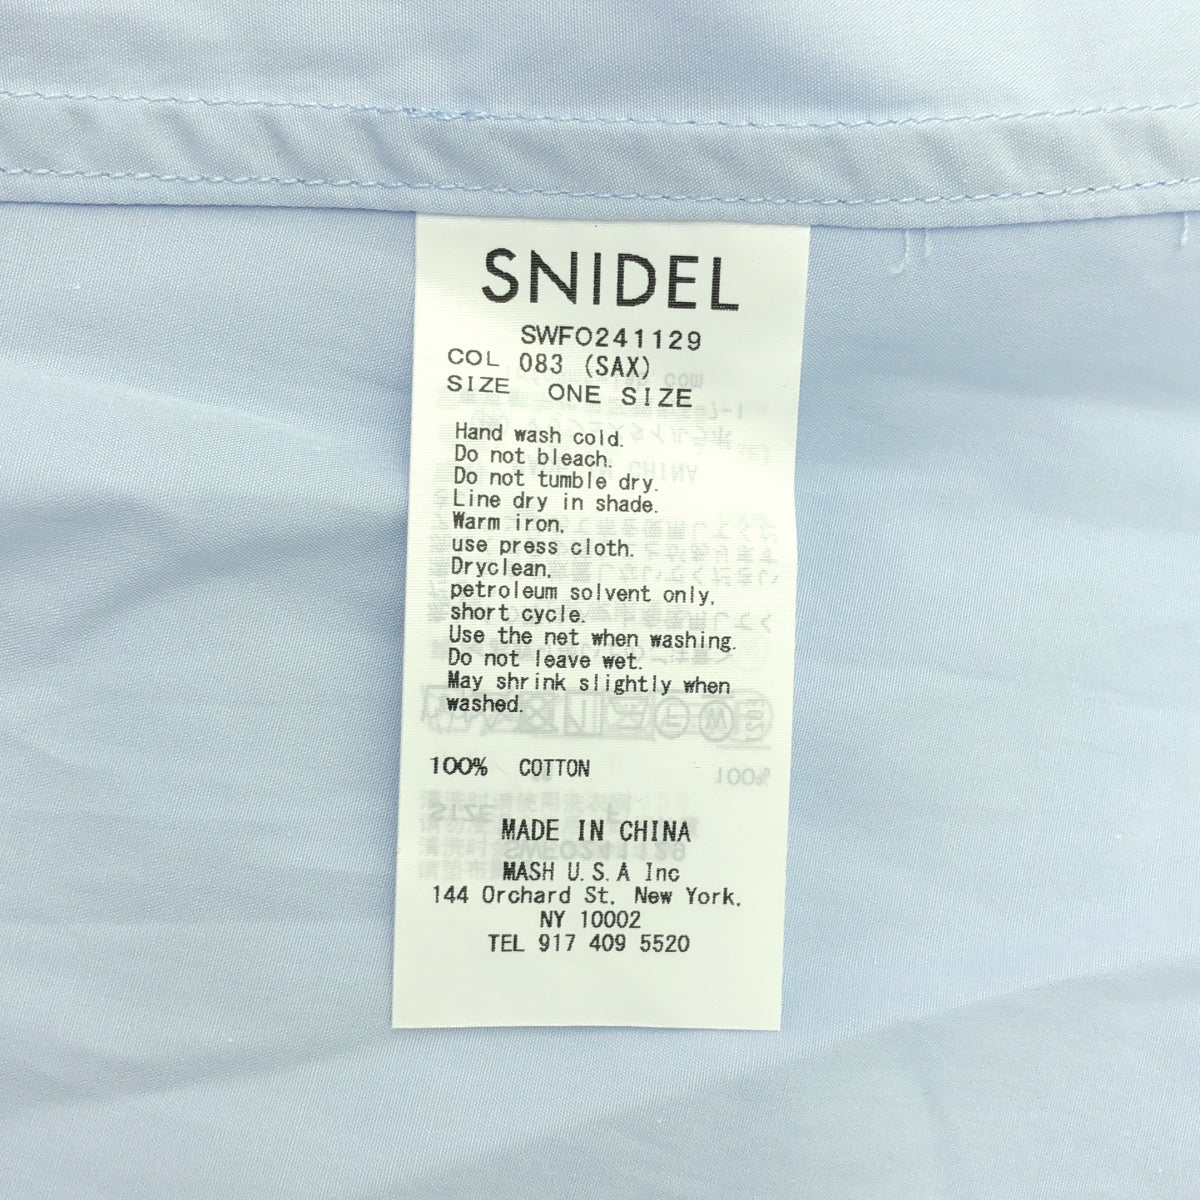 SNIDEL
SWFO241129
COL 083 (SAX)
SIZE ONE SIZE
Hand wash cold.
Do not bleach.
Do not tumble dry.
Line dry in shade.
Warm iron,
use press cloth.
Dryclean,
petroleum solvent only,
short cycle.
Use the net when washing.
Do not leave wet.
May shrink slightly when
washed.
100% COTTON
MADE IN CHINA
MASH U.S.A Inc
144 Orchard St. New York.
NY 10002
TEL 917 409 5520